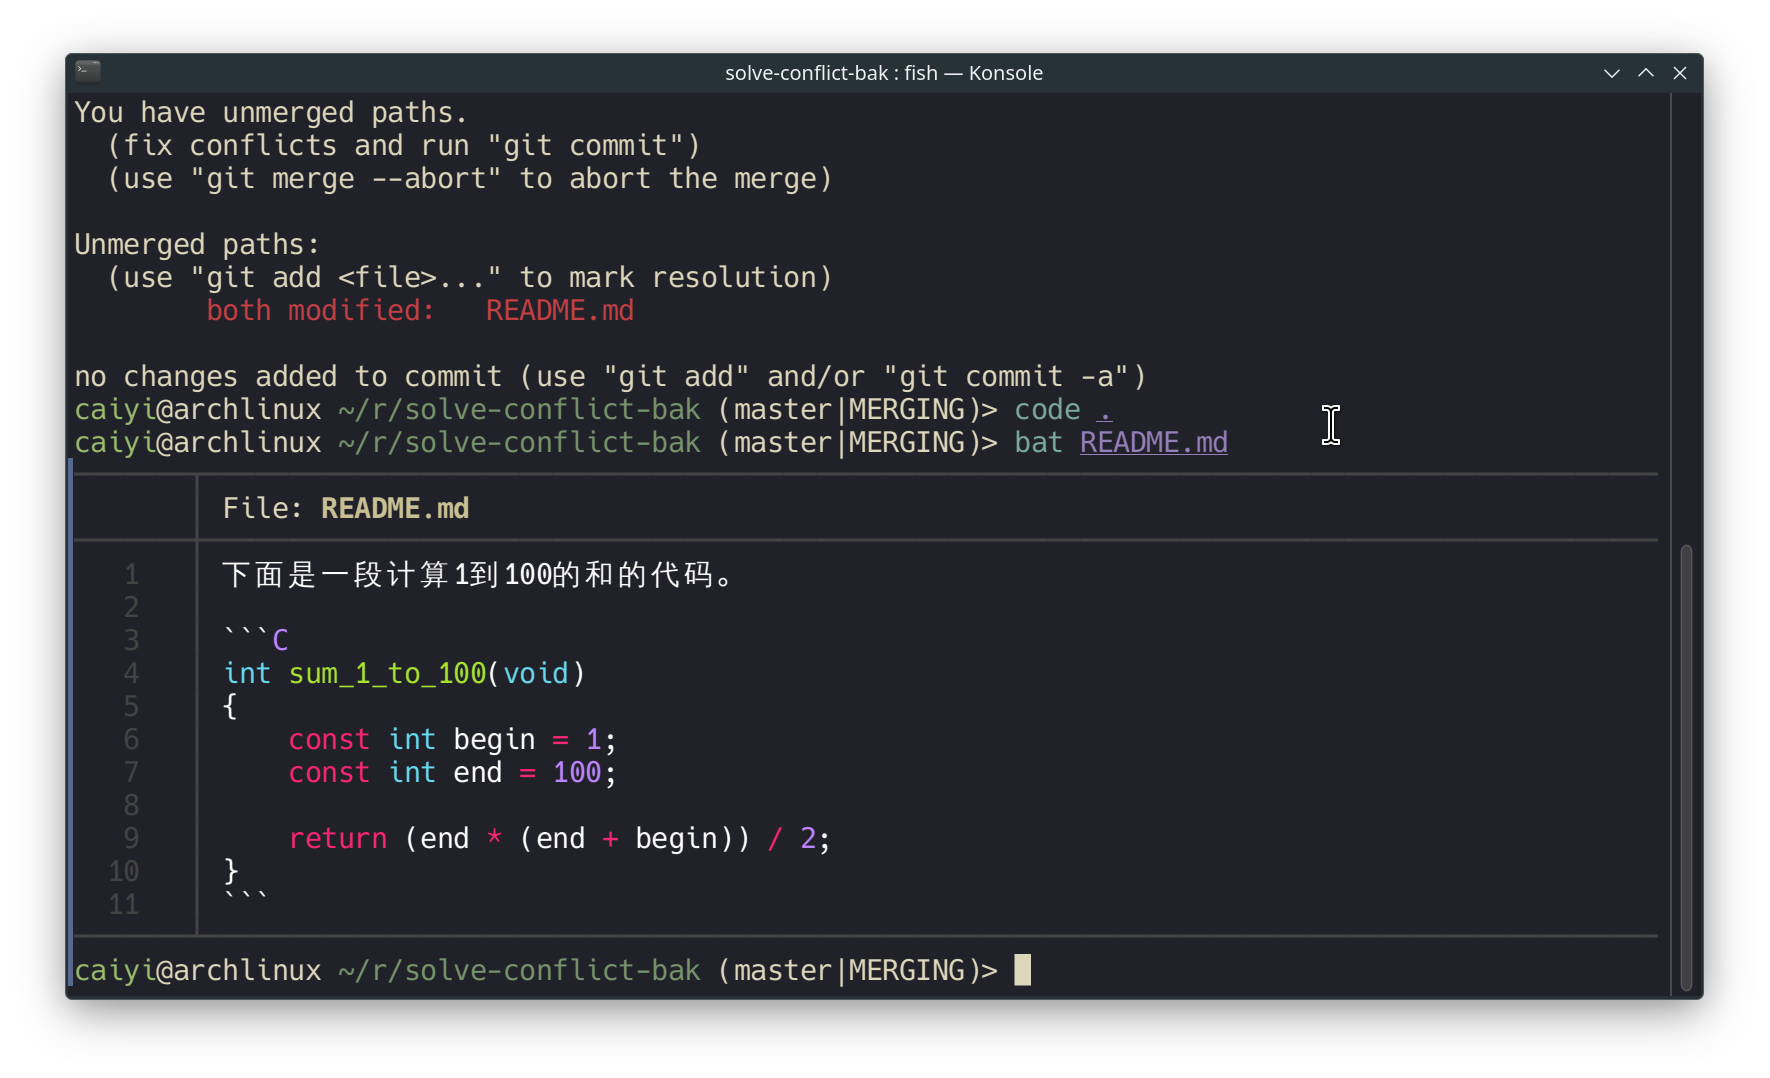 solve-conflict-bak : fish — Konsole
You have unmerged paths.
  (fix conflicts and run "git commit")
  (use "git merge --abort" to abort the merge)

Unmerged paths:
  (use "git add <file>..." to mark resolution)
        both modified:   README.md

no changes added to commit (use "git add" and/or "git commit -a")
caiyi@archlinux ~/r/solve-conflict-bak (master|MERGING)> code .
caiyi@archlinux ~/r/solve-conflict-bak (master|MERGING)> bat README.md
File: README.md
1 下面是一段计算1到100的和的代码。
2
3 ```C
4 int sum_1_to_100(void)
5 {
6     const int begin = 1;
7     const int end = 100;
8
9     return (end * (end + begin)) / 2;
10 }
11 ```
caiyi@archlinux ~/r/solve-conflict-bak (master|MERGING)>